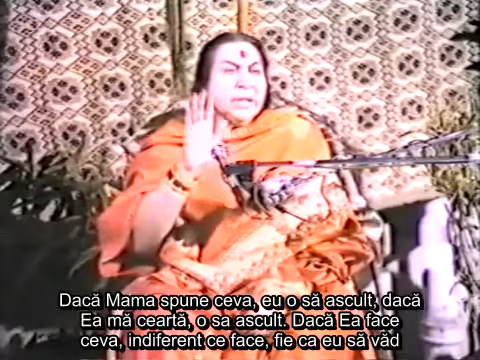 Dacă Mama spune ceva, eu o să ascult, dacă
Ea mă ceartă, o sa ascult. Dacă Ea face
ceva, indiferent ce face, fie ca eu să văd